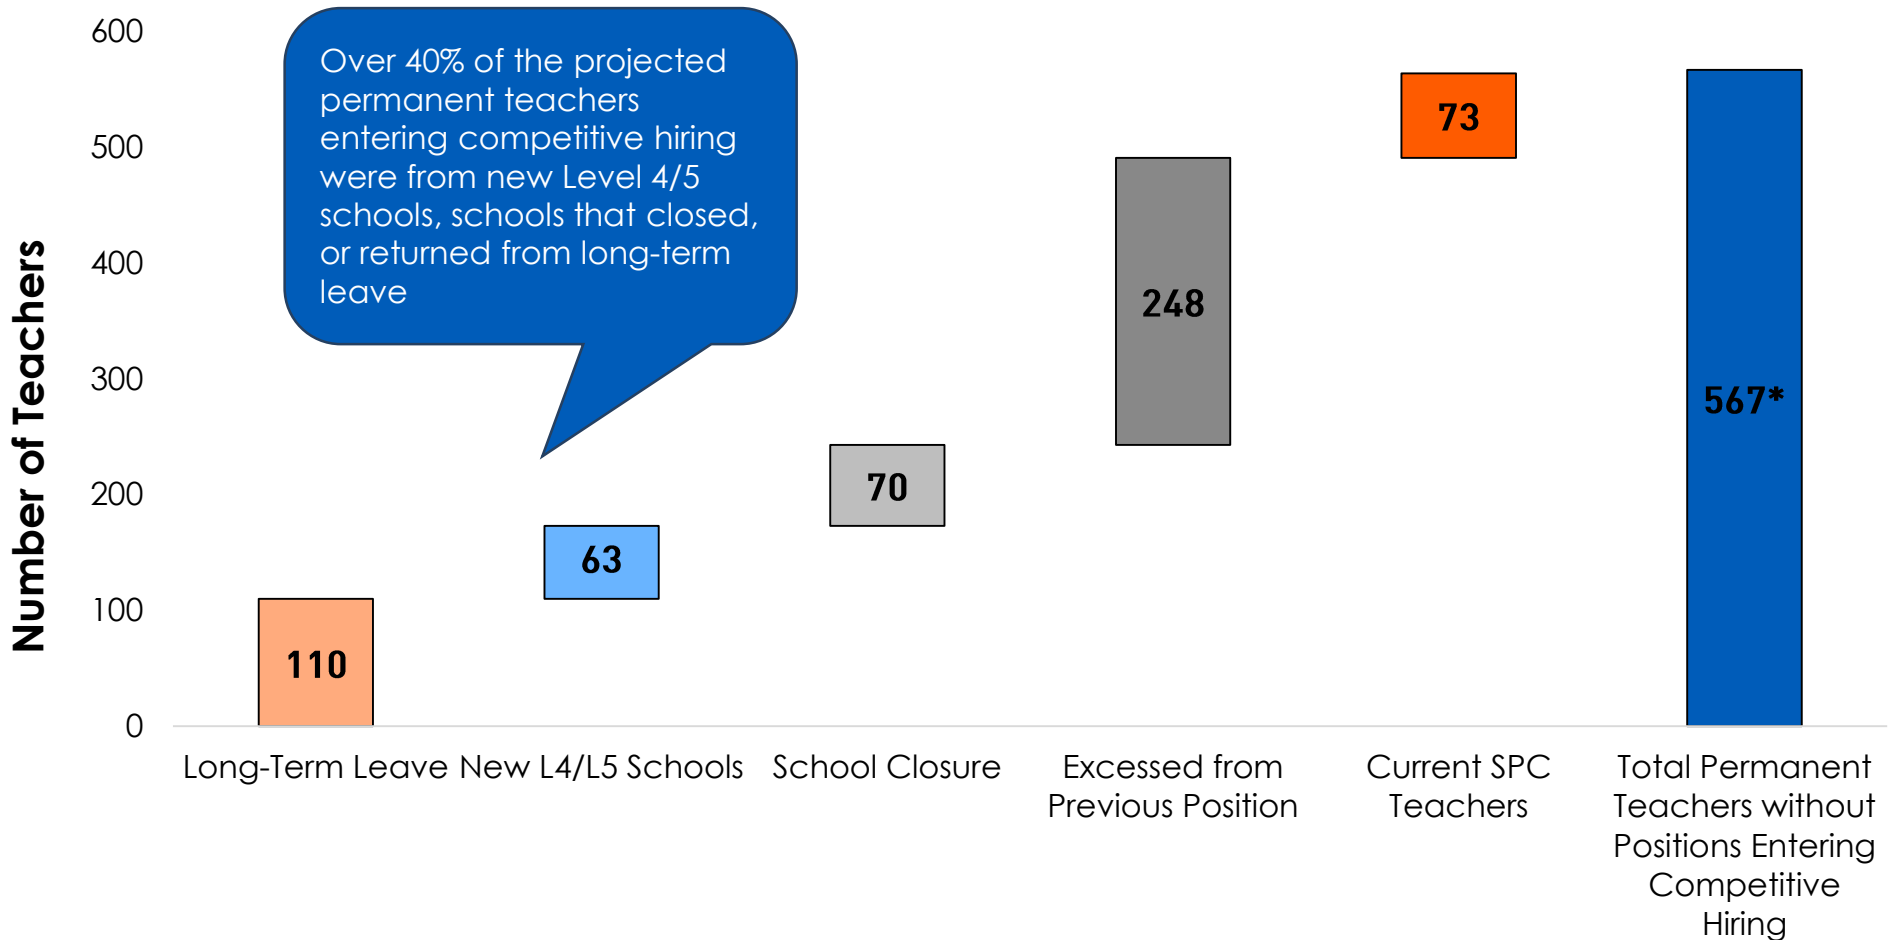 600
500
400
300
200
100
0
Number of Teachers
Over 40% of the projected
permanent teachers
entering competitive hiring
were from new Level 4/5
schools, schools that closed,
or returned from long-term
leave
110
63
70
248
73
567*
Long-Term Leave
New L4/L5 Schools
School Closure
Excessed from
Previous Position
Current SPC
Teachers
Total Permanent
Teachers without
Positions Entering
Competitive
Hiring